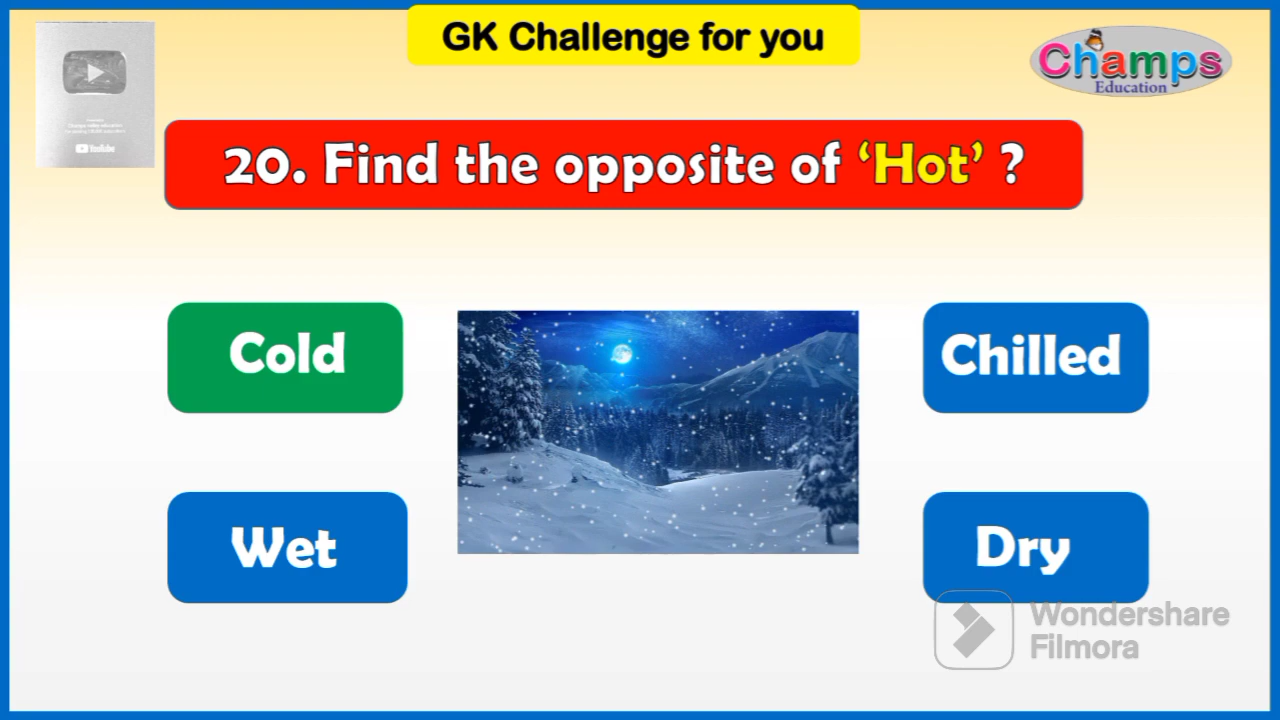 GK Challenge for you
Champs
Education
YouTube
20. Find the opposite of ‘Hot’ ?
Cold
Chilled
Wet
Dry
Wondershare
Filmora